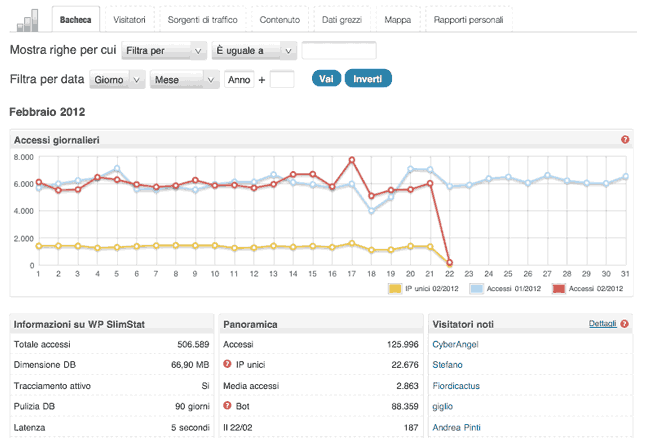 Bacheca Visitatori Sorgenti di traffico Contenuto Dati grezzi Mappa Rapporti personali
Mostra righe per cui Filtra per È uguale a
Filtra per data Giorno Mese Anno + Vai Inverti
Febbraio 2012
Accessi giornalieri ?
8.000
6.000
4.000
2.000
0
1 2 3 4 5 6 7 8 9 10 11 12 13 14 15 16 17 18 19 20 21 22 23 24 25 26 27 28 29 30 31
IP unici 02/2012 Accessi 01/2012 Accessi 02/2012
Informazioni su WP SlimStat
Totale accessi 506.589
Dimensione DB 66,90 MB
Tracciamento attivo Sì
Pulizia DB 90 giorni
Latenza 5 secondi
Panoramica
Accessi 125.996
? IP unici 22.676
Media accessi 2.863
? Bot 88.359
Il 22/02 187
Visitatori noti Dettagli ?
CyberAngel
Stefano
Fiordicactus
giglio
Andrea Pinti